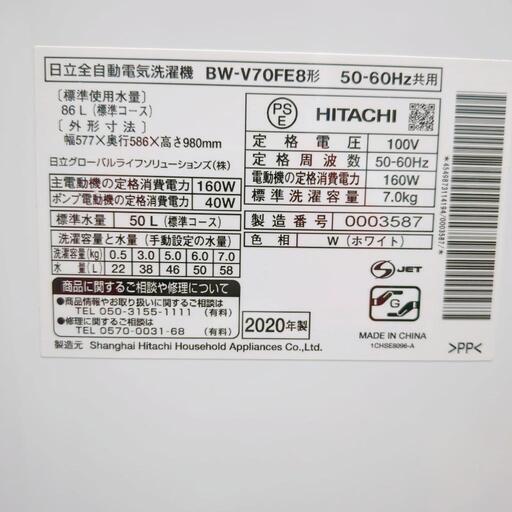 日立全自動電気洗濯機 BW-V70FE8形 50-60Hz共用
〔標準使用水量〕
86L(標準コース)
〔外形寸法〕
幅577×奥行586×高さ980mm
日立グローバルライフソリューションズ(株)
主電動機の定格消費電力 160W
ポンプ電動機の定格消費電力 40W
標準水量 50L(標準コース)
洗濯容量と水量(手動設定の水量)
洗濯容量(kg) 0.5 3.0 5.0 6.0 7.0
水量(L) 22 38 46 50 58
商品に関するご相談や修理について
●商品情報やお取り扱いに関するご相談
TEL 050-3155-1111(有料)
●修理に関するご相談
TEL 0570-0031-68(有料)
PS
E
HITACHI
定格電圧 100V
定格周波数 50-60Hz
電動機の定格消費電力 160W
標準洗濯容量 7.0kg
製造番号 0003587
色相 W(ホワイト)
2020年製
S JET
G
MADE IN CHINA
1CHSE8096-A
>PP<
*4549873114194/0003587/*
製造元 Shanghai Hitachi Household Appliances Co.,Ltd.